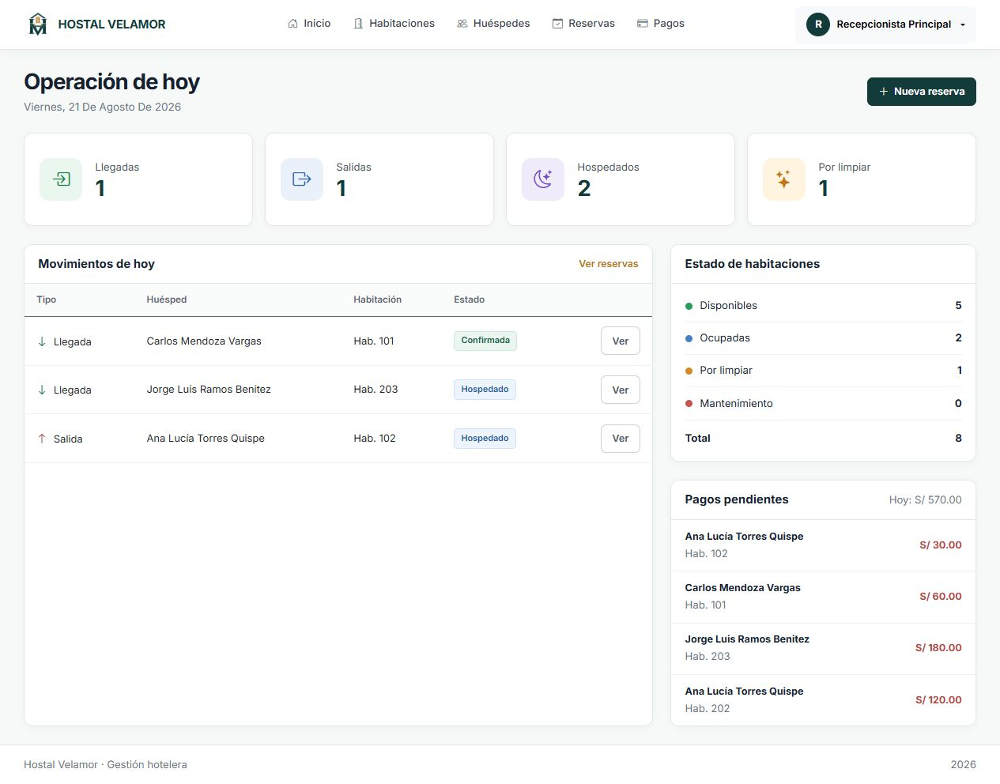 HOSTAL VELAMOR
Inicio
Habitaciones
Huéspedes
Reservas
Pagos
R
Recepcionista Principal
Operación de hoy
Viernes, 21 De Agosto De 2026
+ Nueva reserva
Llegadas
1
Salidas
1
Hospedados
2
Por limpiar
1
Movimientos de hoy
Ver reservas
Tipo Huésped Habitación Estado
↓ Llegada Carlos Mendoza Vargas Hab. 101 Confirmada Ver
↓ Llegada Jorge Luis Ramos Benitez Hab. 203 Hospedado Ver
↑ Salida Ana Lucía Torres Quispe Hab. 102 Hospedado Ver
Estado de habitaciones
Disponibles 5
Ocupadas 2
Por limpiar 1
Mantenimiento 0
Total 8
Pagos pendientes Hoy: S/ 570.00
Ana Lucía Torres Quispe
Hab. 102
S/ 30.00
Carlos Mendoza Vargas
Hab. 101
S/ 60.00
Jorge Luis Ramos Benitez
Hab. 203
S/ 180.00
Ana Lucía Torres Quispe
Hab. 202
S/ 120.00
Hostal Velamor · Gestión hotelera
2026